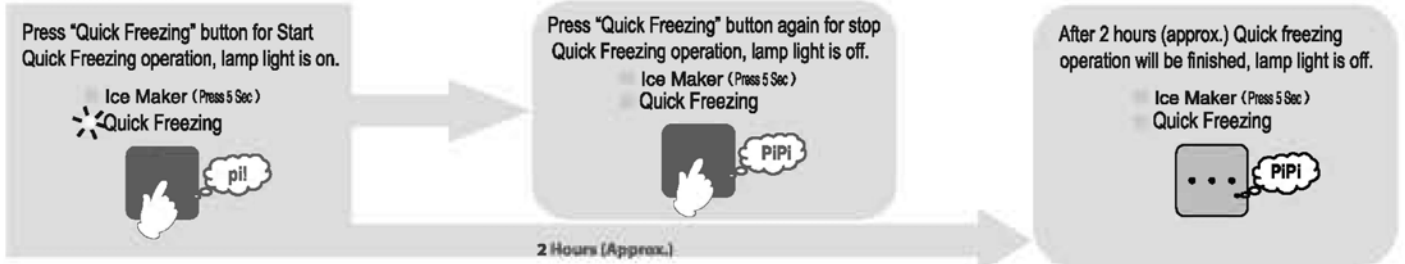 Press "Quick Freezing" button for Start
Quick Freezing operation, lamp light is on.
Ice Maker (Press 5 Sec)
Quick Freezing
pi!
Press "Quick Freezing" button again for stop
Quick Freezing operation, lamp light is off.
Ice Maker (Press 5 Sec)
Quick Freezing
PiPi
After 2 hours (approx.) Quick freezing
operation will be finished, lamp light is off.
Ice Maker (Press 5 Sec)
Quick Freezing
PiPi
2 Hours (Approx.)